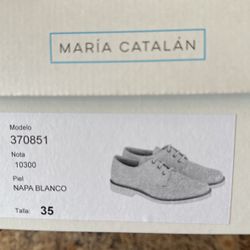 MARÍA CATALÁN
Modelo
370851
Nota
10300
Piel
NAPA BLANCO
Talla: 35